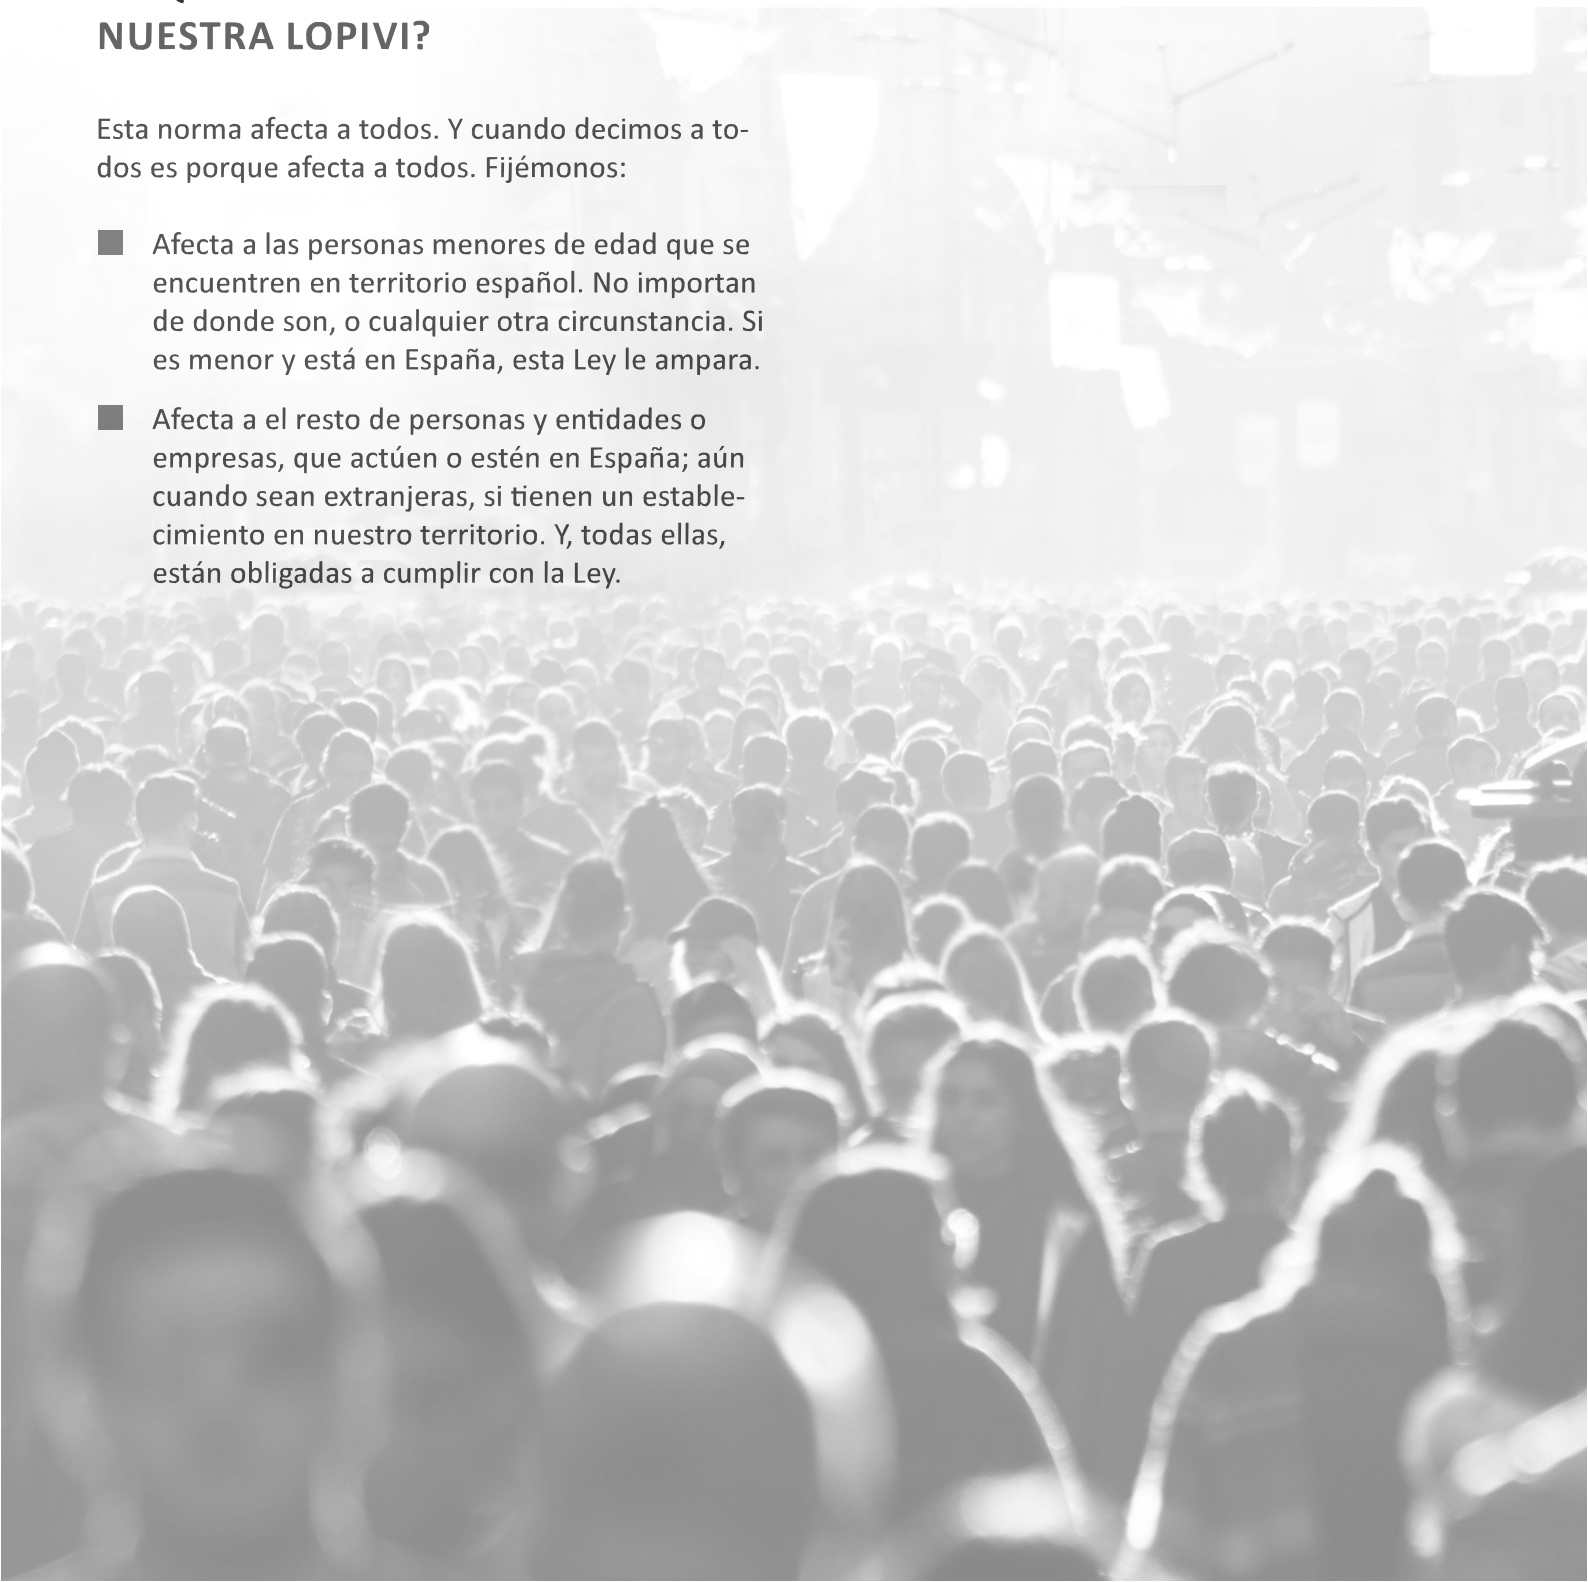 NUESTRA LOPIVI?
Esta norma afecta a todos. Y cuando decimos a to-
dos es porque afecta a todos. Fijémonos:
Afecta a las personas menores de edad que se
encuentren en territorio español. No importan
de donde son, o cualquier otra circunstancia. Si
es menor y está en España, esta Ley le ampara.
Afecta a el resto de personas y entidades o
empresas, que actúen o estén en España; aún
cuando sean extranjeras, si tienen un estable-
cimiento en nuestro territorio. Y, todas ellas,
están obligadas a cumplir con la Ley.